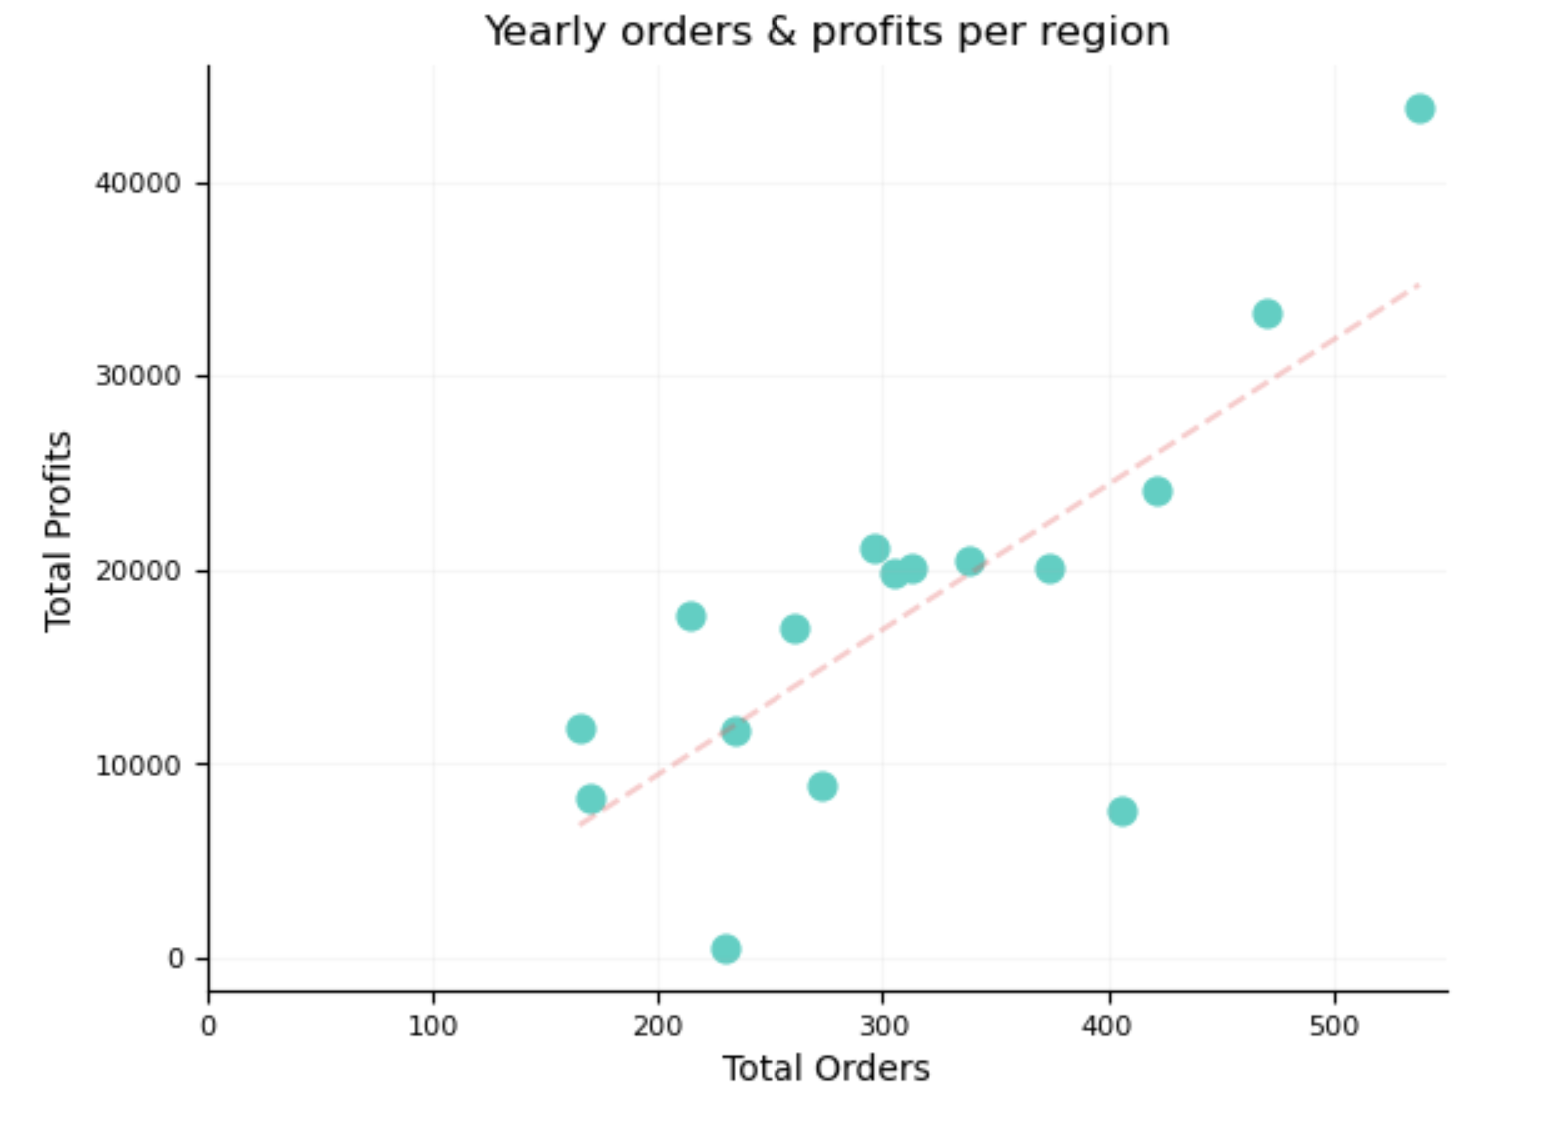 Yearly orders & profits per region
Total Profits
40000
30000
20000
10000
0
0 100 200 300 400 500
Total Orders